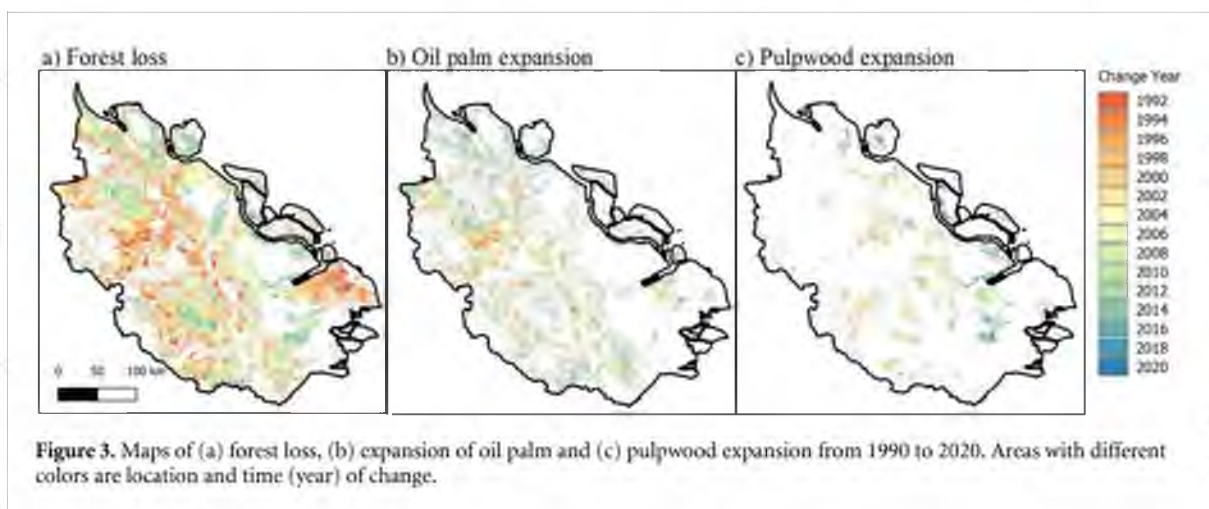 a) Forest loss
b) Oil palm expansion
c) Pulpwood expansion
Change Year
1992
1994
1996
1998
2000
2002
2004
2006
2008
2010
2012
2014
2016
2018
2020
0 50 100 km
Figure 3. Maps of (a) forest loss, (b) expansion of oil palm and (c) pulpwood expansion from 1990 to 2020. Areas with different
colors are location and time (year) of change.